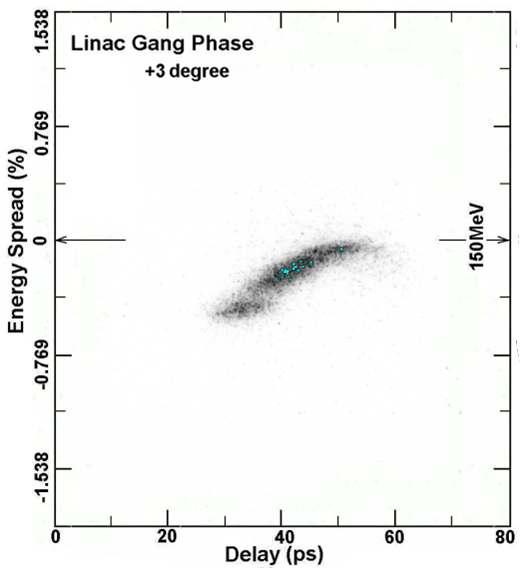 Linac Gang Phase
+3 degree
Energy Spread (%)
1.538
0.769
0
-0.769
-1.538
150MeV
0
20
40
60
80
Delay (ps)